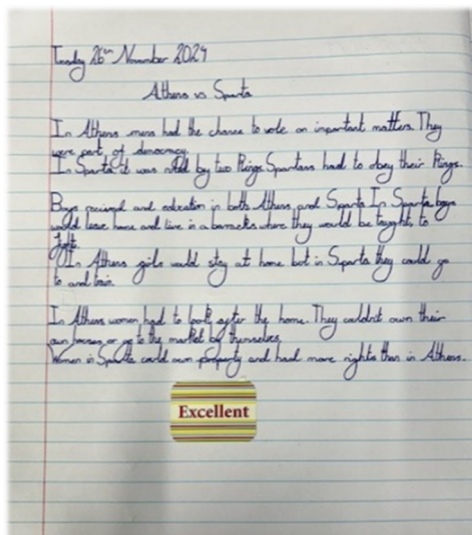 Tuesday 26th November 2024
Athens vs Sparta
In Athens mens had the chance to vote on important matters. They
were part of democracy.
In Sparta it was ruled by two Kings Spartans had to obey their Kings.
Boys recieved and education in both Athens and Sparta In Sparta boys
would leave home and live in a barracks where they would be taught, to
fight.
In Athens girls would stay at home but in Sparta they could go
to and train.
In Athens women had to look after the home. They couldn't own their
own houses or go to the market by themselves.
Women in Sparta could own property and had more rights than in Athens.
Excellent